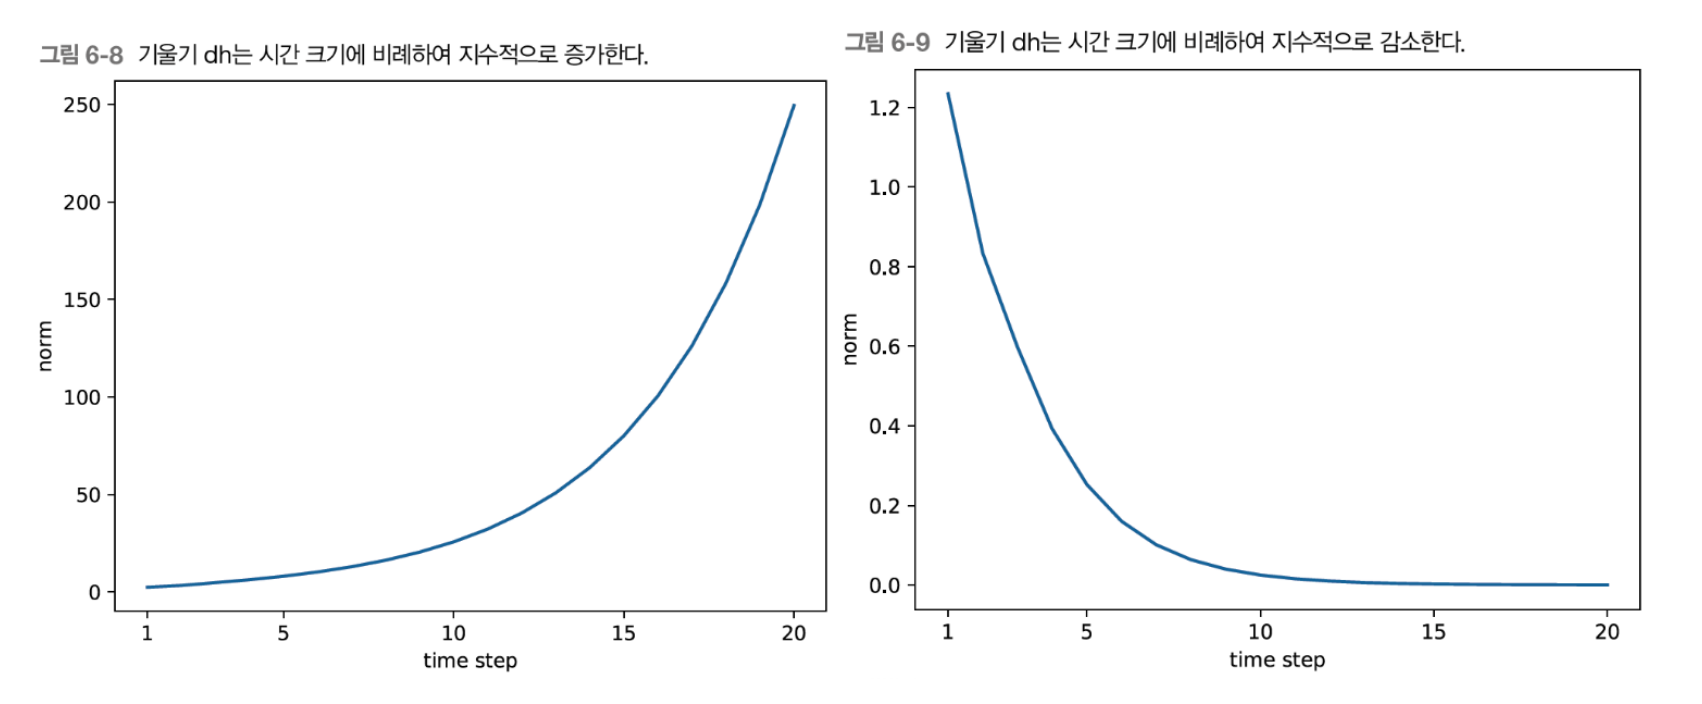 그림 6-8 기울기 dh는 시간 크기에 비례하여 지수적으로 증가한다.
250
200
150
100
50
0
norm
1 5 10 15 20
time step
그림 6-9 기울기 dh는 시간 크기에 비례하여 지수적으로 감소한다.
1.2
1.0
0.8
0.6
0.4
0.2
0.0
norm
1 5 10 15 20
time step